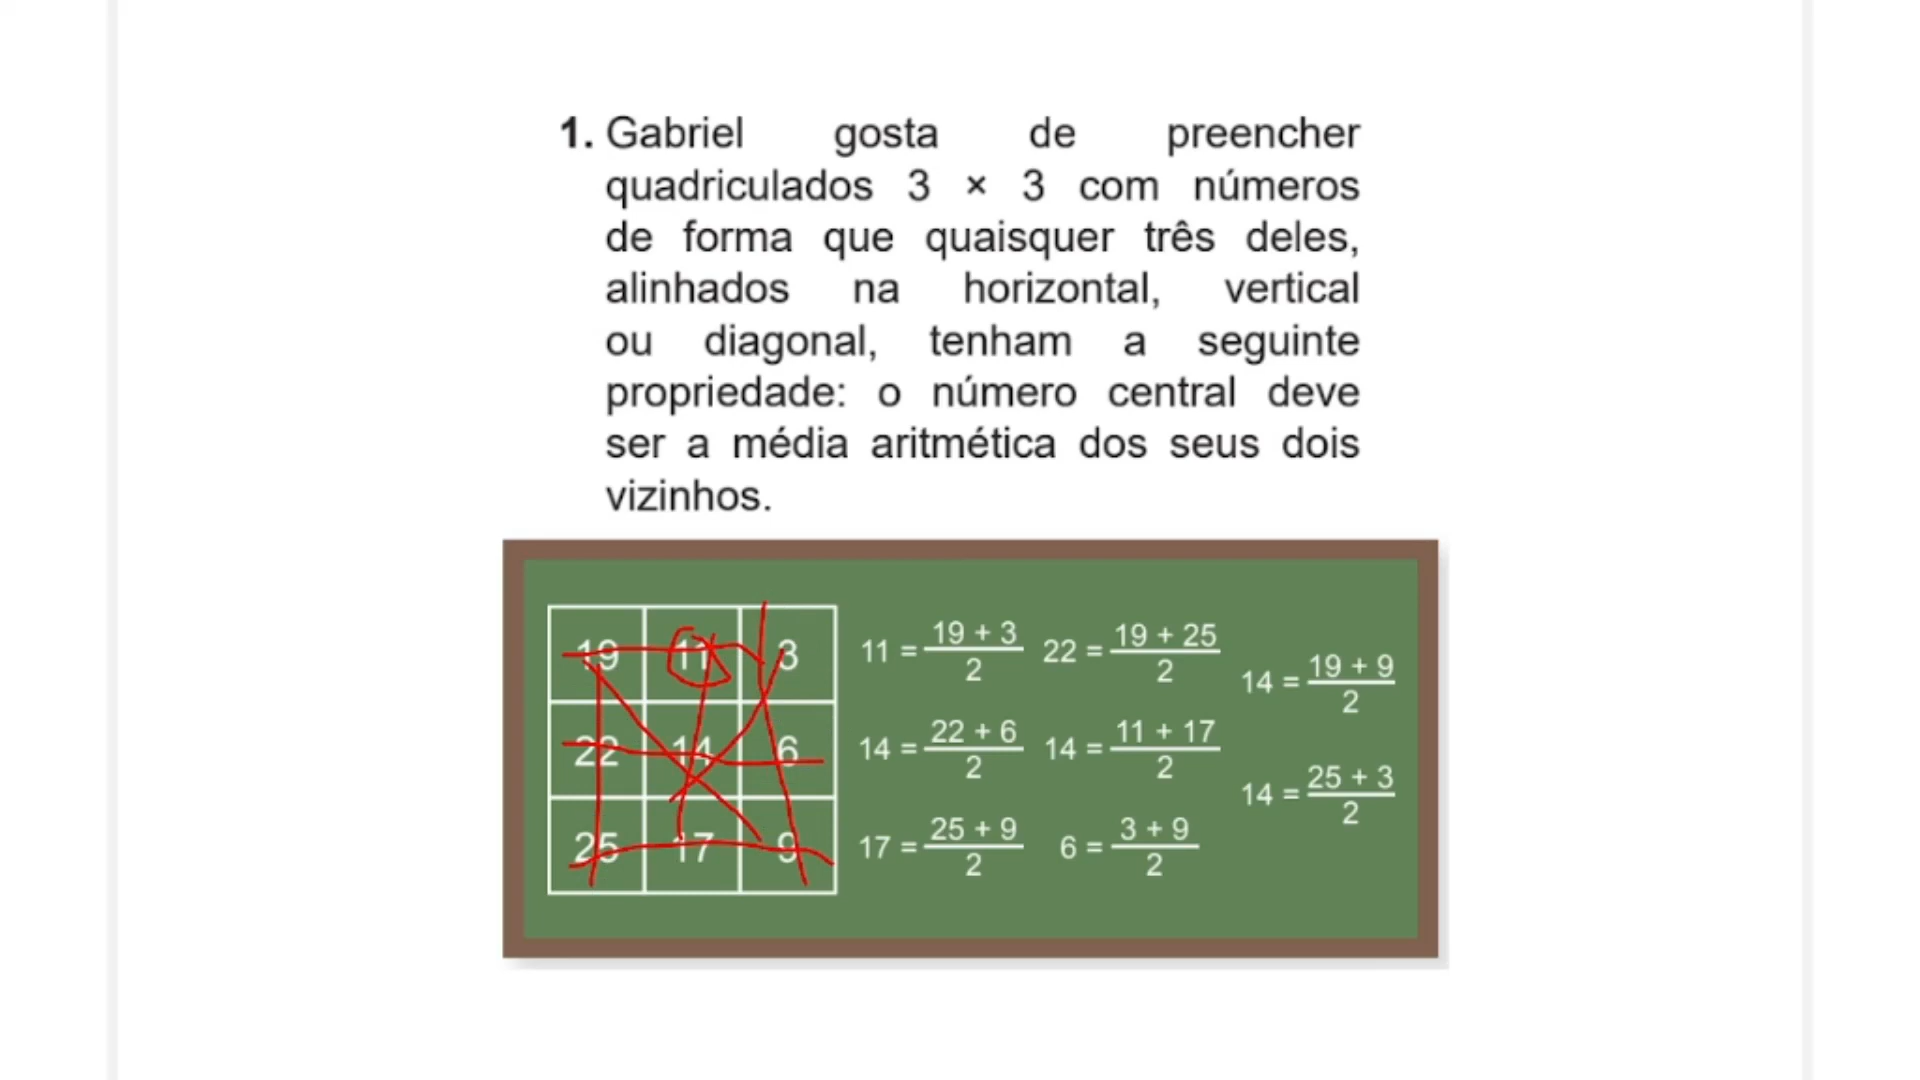 1. Gabriel gosta de preencher
quadriculados 3 × 3 com números
de forma que quaisquer três deles,
alinhados na horizontal, vertical
ou diagonal, tenham a seguinte
propriedade: o número central deve
ser a média aritmética dos seus dois
vizinhos.
19 11 3
22 14 6
25 17 9
11 = 19 + 3 / 2
14 = 22 + 6 / 2
17 = 25 + 9 / 2
22 = 19 + 25 / 2
14 = 11 + 17 / 2
6 = 3 + 9 / 2
14 = 19 + 9 / 2
14 = 25 + 3 / 2